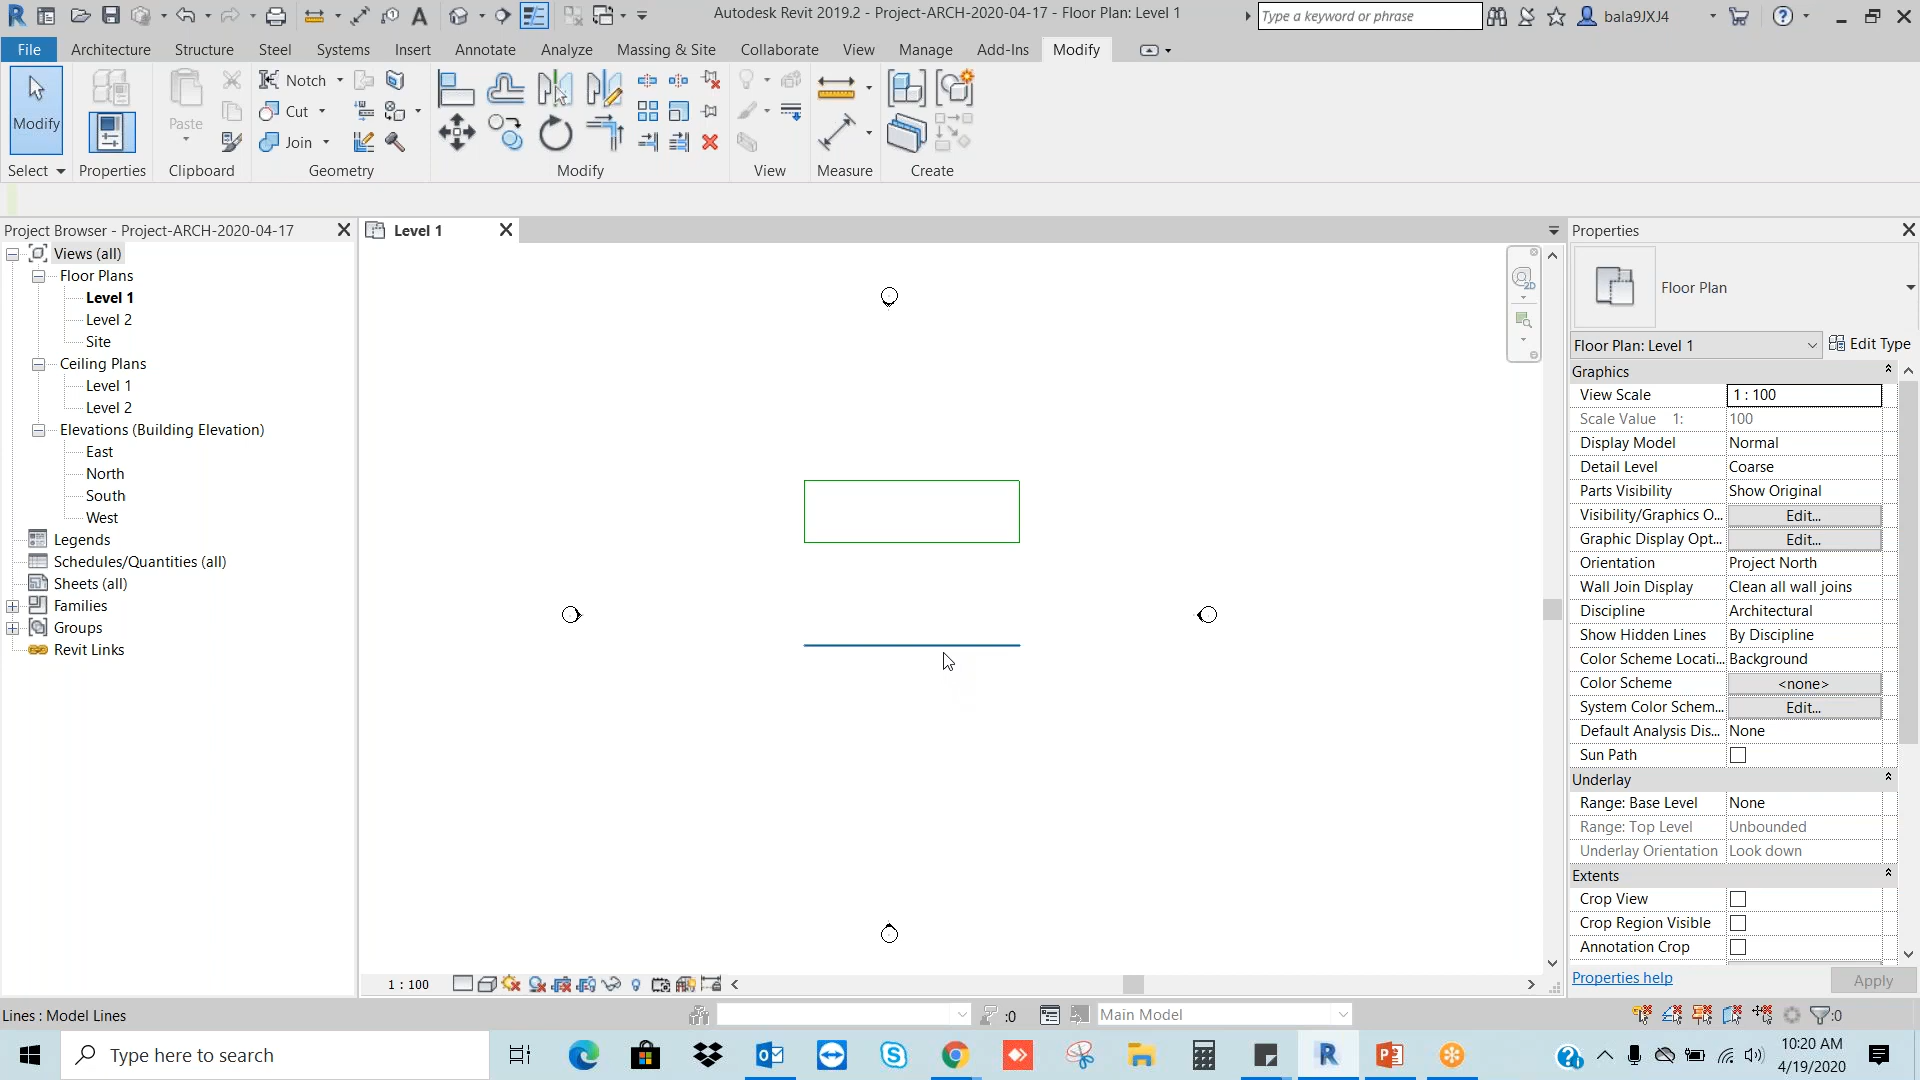 Autodesk Revit 2019.2 - Project-ARCH-2020-04-17 - Floor Plan: Level 1
Type a keyword or phrase
bala9JXJ4
File Architecture Structure Steel Systems Insert Annotate Analyze Massing & Site Collaborate View Manage Add-Ins Modify
Modify
Paste
Notch
Cut
Join
Select Properties Clipboard Geometry Modify View Measure Create
Project Browser - Project-ARCH-2020-04-17
Views (all)
Floor Plans
Level 1
Level 2
Site
Ceiling Plans
Level 1
Level 2
Elevations (Building Elevation)
East
North
South
West
Legends
Schedules/Quantities (all)
Sheets (all)
Families
Groups
Revit Links
Level 1
2D
1 : 100
Properties
Floor Plan
Floor Plan: Level 1 Edit Type
Graphics
View Scale 1 : 100
Scale Value 1: 100
Display Model Normal
Detail Level Coarse
Parts Visibility Show Original
Visibility/Graphics O... Edit...
Graphic Display Opt... Edit...
Orientation Project North
Wall Join Display Clean all wall joins
Discipline Architectural
Show Hidden Lines By Discipline
Color Scheme Locati... Background
Color Scheme <none>
System Color Schem... Edit...
Default Analysis Dis... None
Sun Path
Underlay
Range: Base Level None
Range: Top Level Unbounded
Underlay Orientation Look down
Extents
Crop View
Crop Region Visible
Annotation Crop
Properties help Apply
Lines : Model Lines
:0
Main Model
:0
Type here to search
10:20 AM
4/19/2020